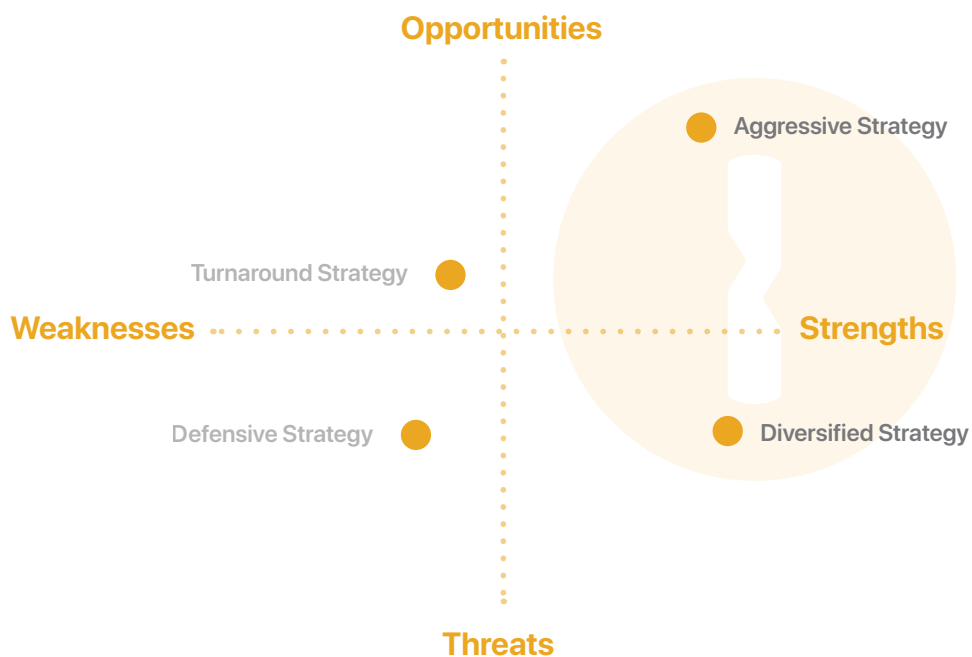 Opportunities
Aggressive Strategy
Turnaround Strategy
Weaknesses
Strengths
Defensive Strategy
Diversified Strategy
Threats